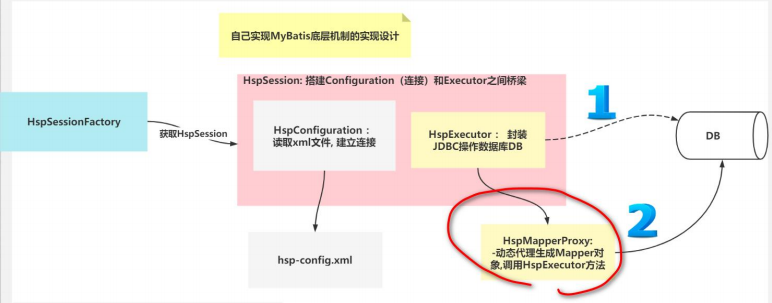 自己实现MyBatis底层机制的实现设计
HspSession: 搭建Configuration（连接）和Executor之间桥梁
HspSessionFactory
获取HspSession
HspConfiguration ：
读取xml文件, 建立连接
HspExecutor ： 封装
JDBC操作数据库DB
1
DB
hsp-config.xml
HspMapperProxy:
-动态代理生成Mapper对
象,调用HspExecutor方法
2